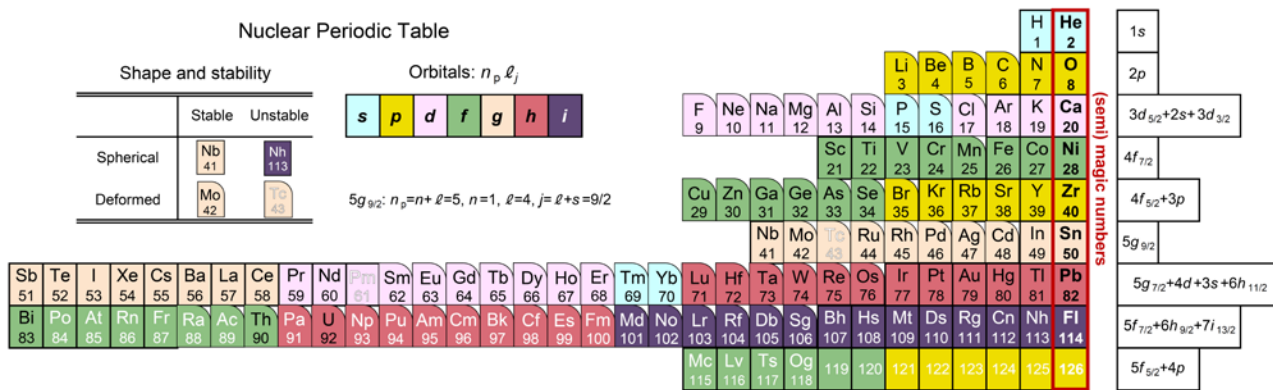 Nuclear Periodic Table
Shape and stability
Stable Unstable
Spherical Nb 41 Nh 113
Deformed Mo 42 Tc 43
Orbitals: nₚ ℓⱼ
s p d f g h i
5g9/2: np=n+ ℓ=5, n=1, ℓ=4, j= ℓ+s=9/2
H He 1s
1 2
Li Be B C N O 2p
3 4 5 6 7 8
F Ne Na Mg Al Si P S Cl Ar K Ca 3d5/2+2s+3d3/2
9 10 11 12 13 14 15 16 17 18 19 20
Sc Ti V Cr Mn Fe Co Ni 4f7/2
21 22 23 24 25 26 27 28
Cu Zn Ga Ge As Se Br Kr Rb Sr Y Zr 4f5/2+3p
29 30 31 32 33 34 35 36 37 38 39 40
Nb Mo Tc Ru Rh Pd Ag Cd In Sn 5g9/2
41 42 43 44 45 46 47 48 49 50
Sb Te I Xe Cs Ba La Ce Pr Nd Pm Sm Eu Gd Tb Dy Ho Er Tm Yb Lu Hf Ta W Re Os Ir Pt Au Hg Tl Pb 5g7/2+4d+3s+6h11/2
51 52 53 54 55 56 57 58 59 60 61 62 63 64 65 66 67 68 69 70 71 72 73 74 75 76 77 78 79 80 81 82
Bi Po At Rn Fr Ra Ac Th Pa U Np Pu Am Cm Bk Cf Es Fm Md No Lr Rf Db Sg Bh Hs Mt Ds Rg Cn Nh Fl 5f7/2+6h9/2+7i13/2
83 84 85 86 87 88 89 90 91 92 93 94 95 96 97 98 99 100 101 102 103 104 105 106 107 108 109 110 111 112 113 114
Mc Lv Ts Og 119 120 121 122 123 124 125 126 5f5/2+4p
115 116 117 118
(semi) magic numbers